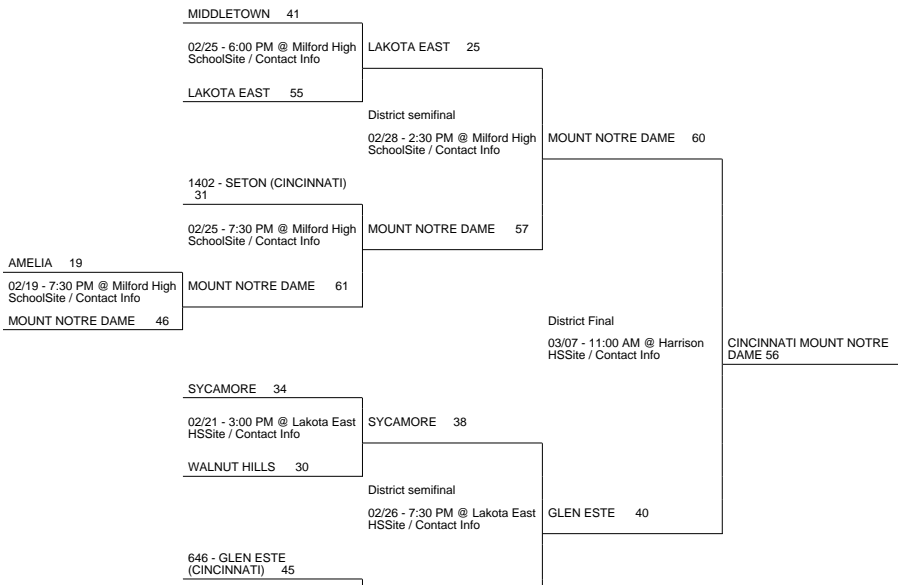 MIDDLETOWN 41
02/25 - 6:00 PM @ Milford High
SchoolSite / Contact Info
LAKOTA EAST 25
LAKOTA EAST 55
District semifinal
02/28 - 2:30 PM @ Milford High
SchoolSite / Contact Info
MOUNT NOTRE DAME 60
1402 - SETON (CINCINNATI)
31
02/25 - 7:30 PM @ Milford High
SchoolSite / Contact Info
MOUNT NOTRE DAME 57
AMELIA 19
02/19 - 7:30 PM @ Milford High
SchoolSite / Contact Info
MOUNT NOTRE DAME 61
MOUNT NOTRE DAME 46
District Final
03/07 - 11:00 AM @ Harrison
HSSite / Contact Info
CINCINNATI MOUNT NOTRE
DAME 56
SYCAMORE 34
02/21 - 3:00 PM @ Lakota East
HSSite / Contact Info
SYCAMORE 38
WALNUT HILLS 30
District semifinal
02/26 - 7:30 PM @ Lakota East
HSSite / Contact Info
GLEN ESTE 40
646 - GLEN ESTE
(CINCINNATI) 45